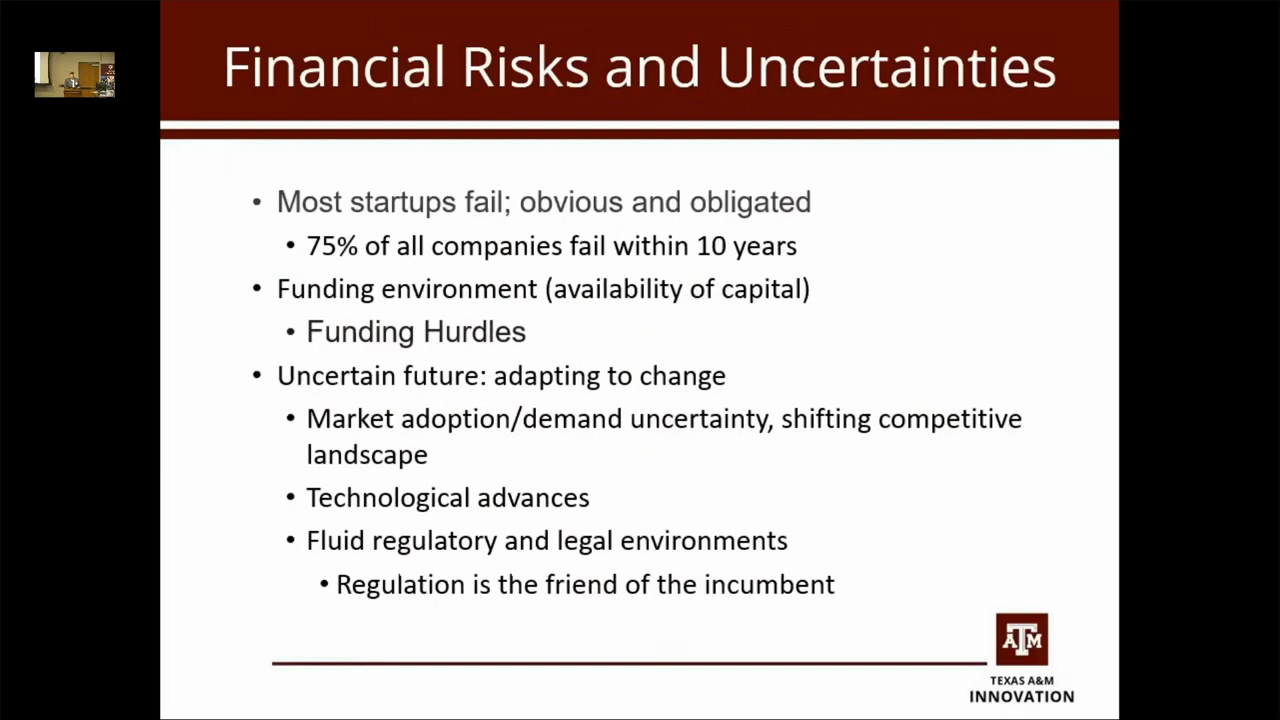 Financial Risks and Uncertainties
• Most startups fail; obvious and obligated
• 75% of all companies fail within 10 years
• Funding environment (availability of capital)
• Funding Hurdles
• Uncertain future: adapting to change
• Market adoption/demand uncertainty, shifting competitive
landscape
• Technological advances
• Fluid regulatory and legal environments
• Regulation is the friend of the incumbent
ATM
TEXAS A&M
INNOVATION